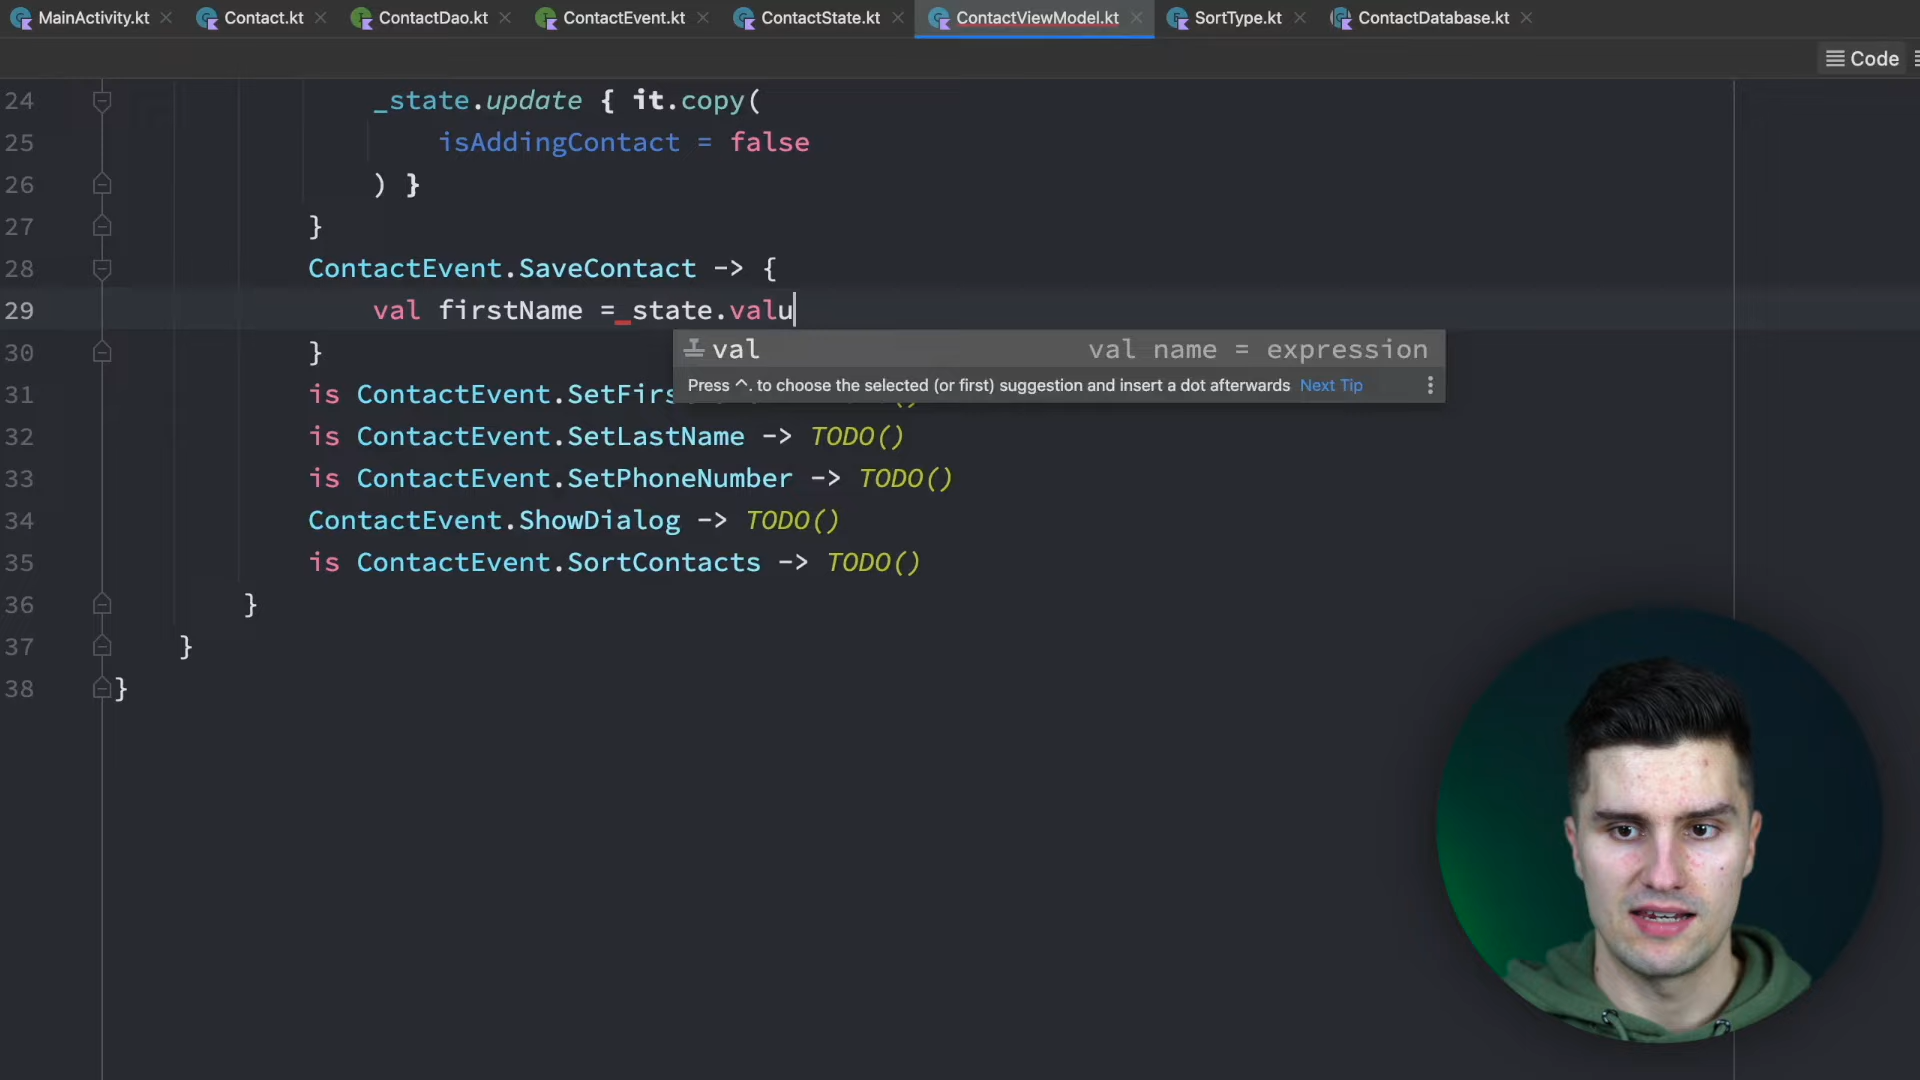 MainActivity.kt Contact.kt ContactDao.kt ContactEvent.kt ContactState.kt ContactViewModel.kt SortType.kt ContactDatabase.kt
Code
24 _state.update { it.copy(
25 isAddingContact = false
26 ) }
27 }
28 ContactEvent.SaveContact -> {
29 val firstName = state.valu
val val name = expression
30 }
Press ^. to choose the selected (or first) suggestion and insert a dot afterwards Next Tip
31 is ContactEvent.SetFirs
32 is ContactEvent.SetLastName -> TODO()
33 is ContactEvent.SetPhoneNumber -> TODO()
34 ContactEvent.ShowDialog -> TODO()
35 is ContactEvent.SortContacts -> TODO()
36 }
37 }
38 }